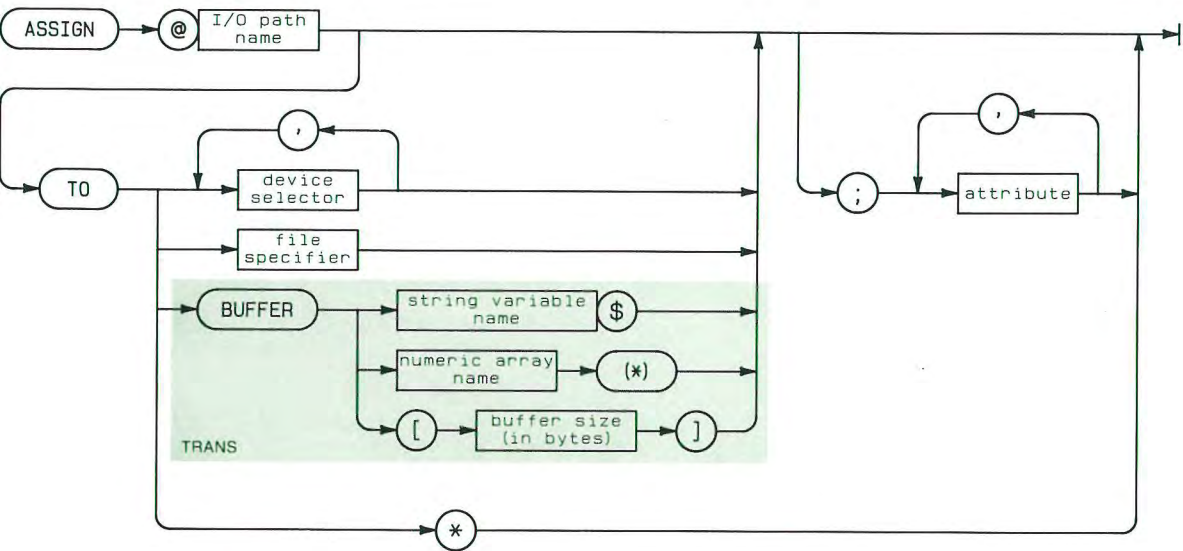 ASSIGN @ I/O path
name
,
,
TO device
selector
; attribute
file
specifier
BUFFER string variable
name $
numeric array
name (*)
[ buffer size
(in bytes) ]
TRANS
*